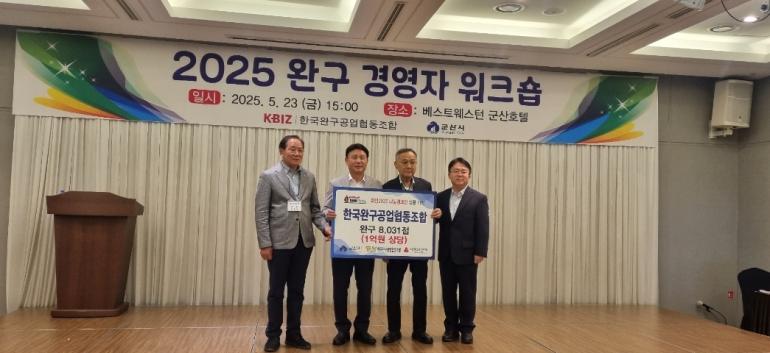 2025 완구 경영자 워크숍
일시 : 2025. 5. 23 (금) 15:00 장소 : 베스트웨스턴 군산호텔
K·BIZ 한국완구공업협동조합 군산시
한국완구공업협동조합
완구 8,031점
(1억원 상당)